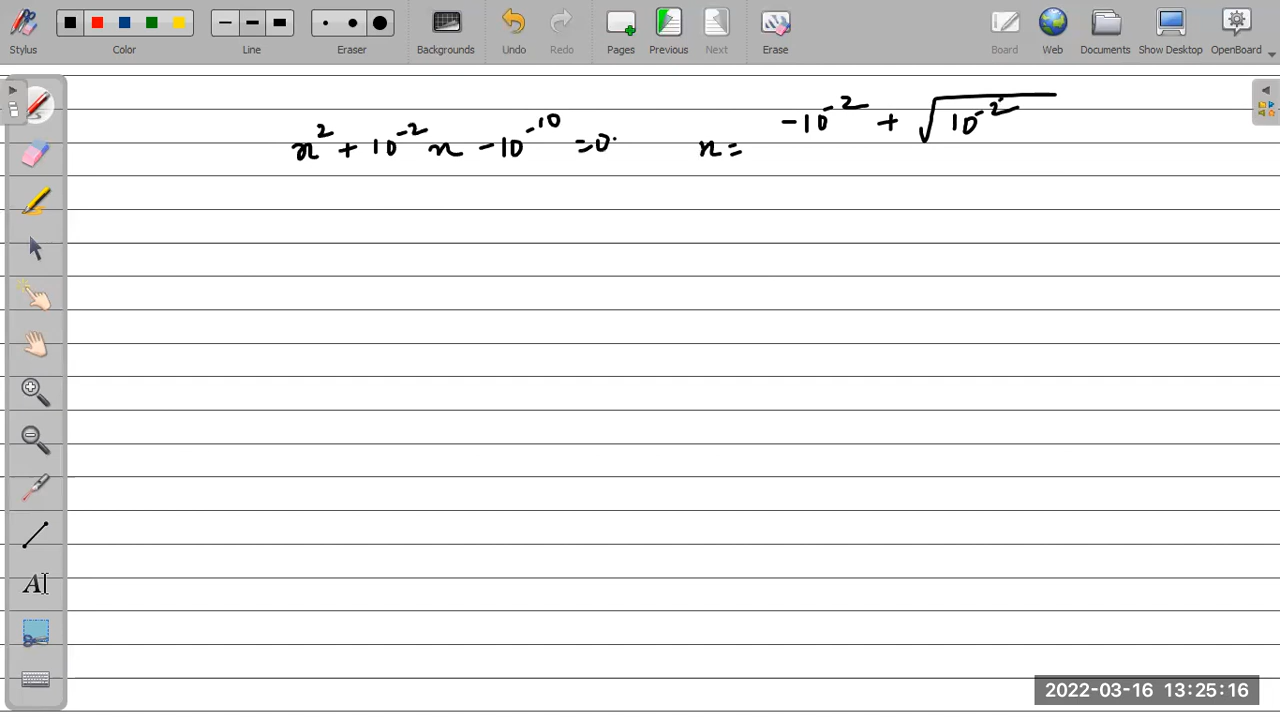 Stylus Color Line Eraser Backgrounds Undo Redo Pages Previous Next Erase Board Web Documents Show Desktop OpenBoard
x² + 10⁻² x − 10⁻¹⁰ = 0. x = −10⁻² + √10⁻²
A
2022-03-16 13:25:16